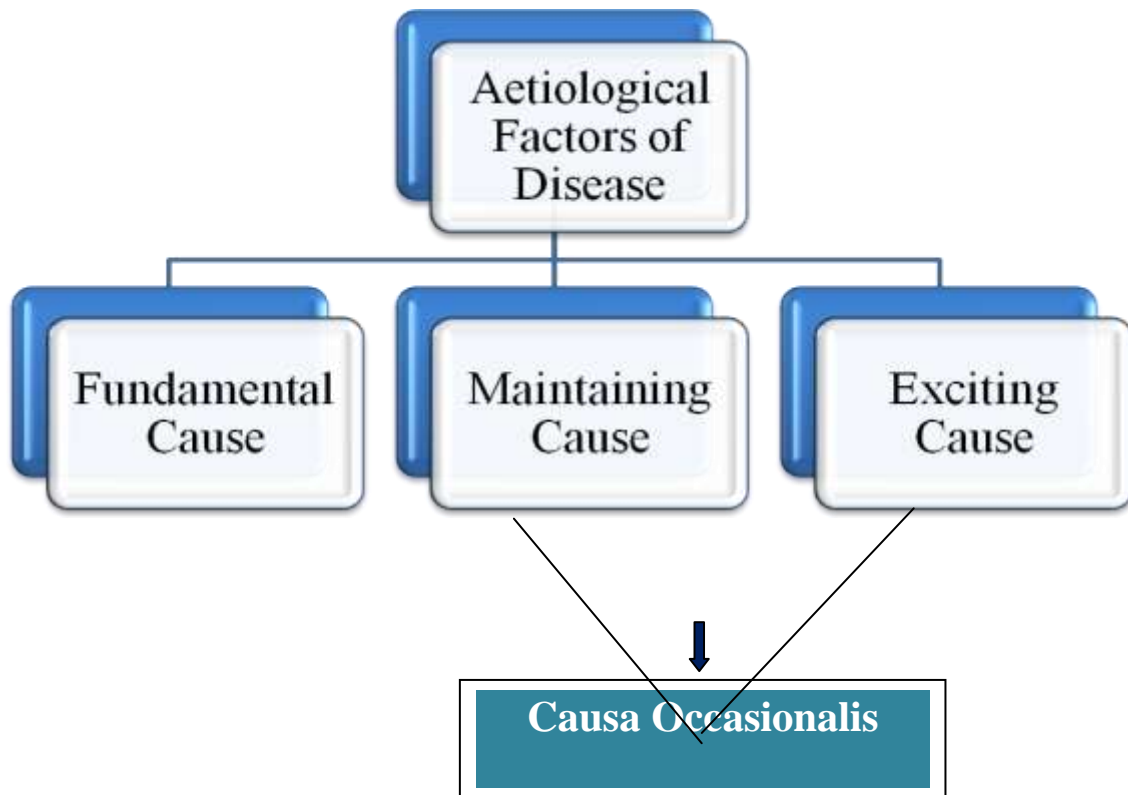 Aetiological
Factors of
Disease
Fundamental
Cause
Maintaining
Cause
Exciting
Cause
Causa Occasionalis